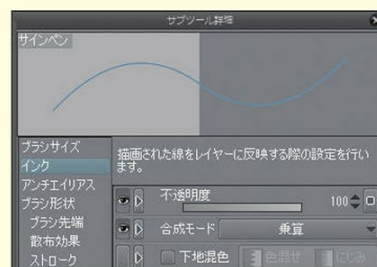 サブツール詳細
サインペン
ブラシサイズ
インク
アンチエイリアス
ブラシ形状
ブラシ先端
散布効果
ストローク
描画された線をレイヤーに反映する際の設定を行い
ます。
不透明度 100
合成モード 乗算
下地混色 色混ぜ にじみ